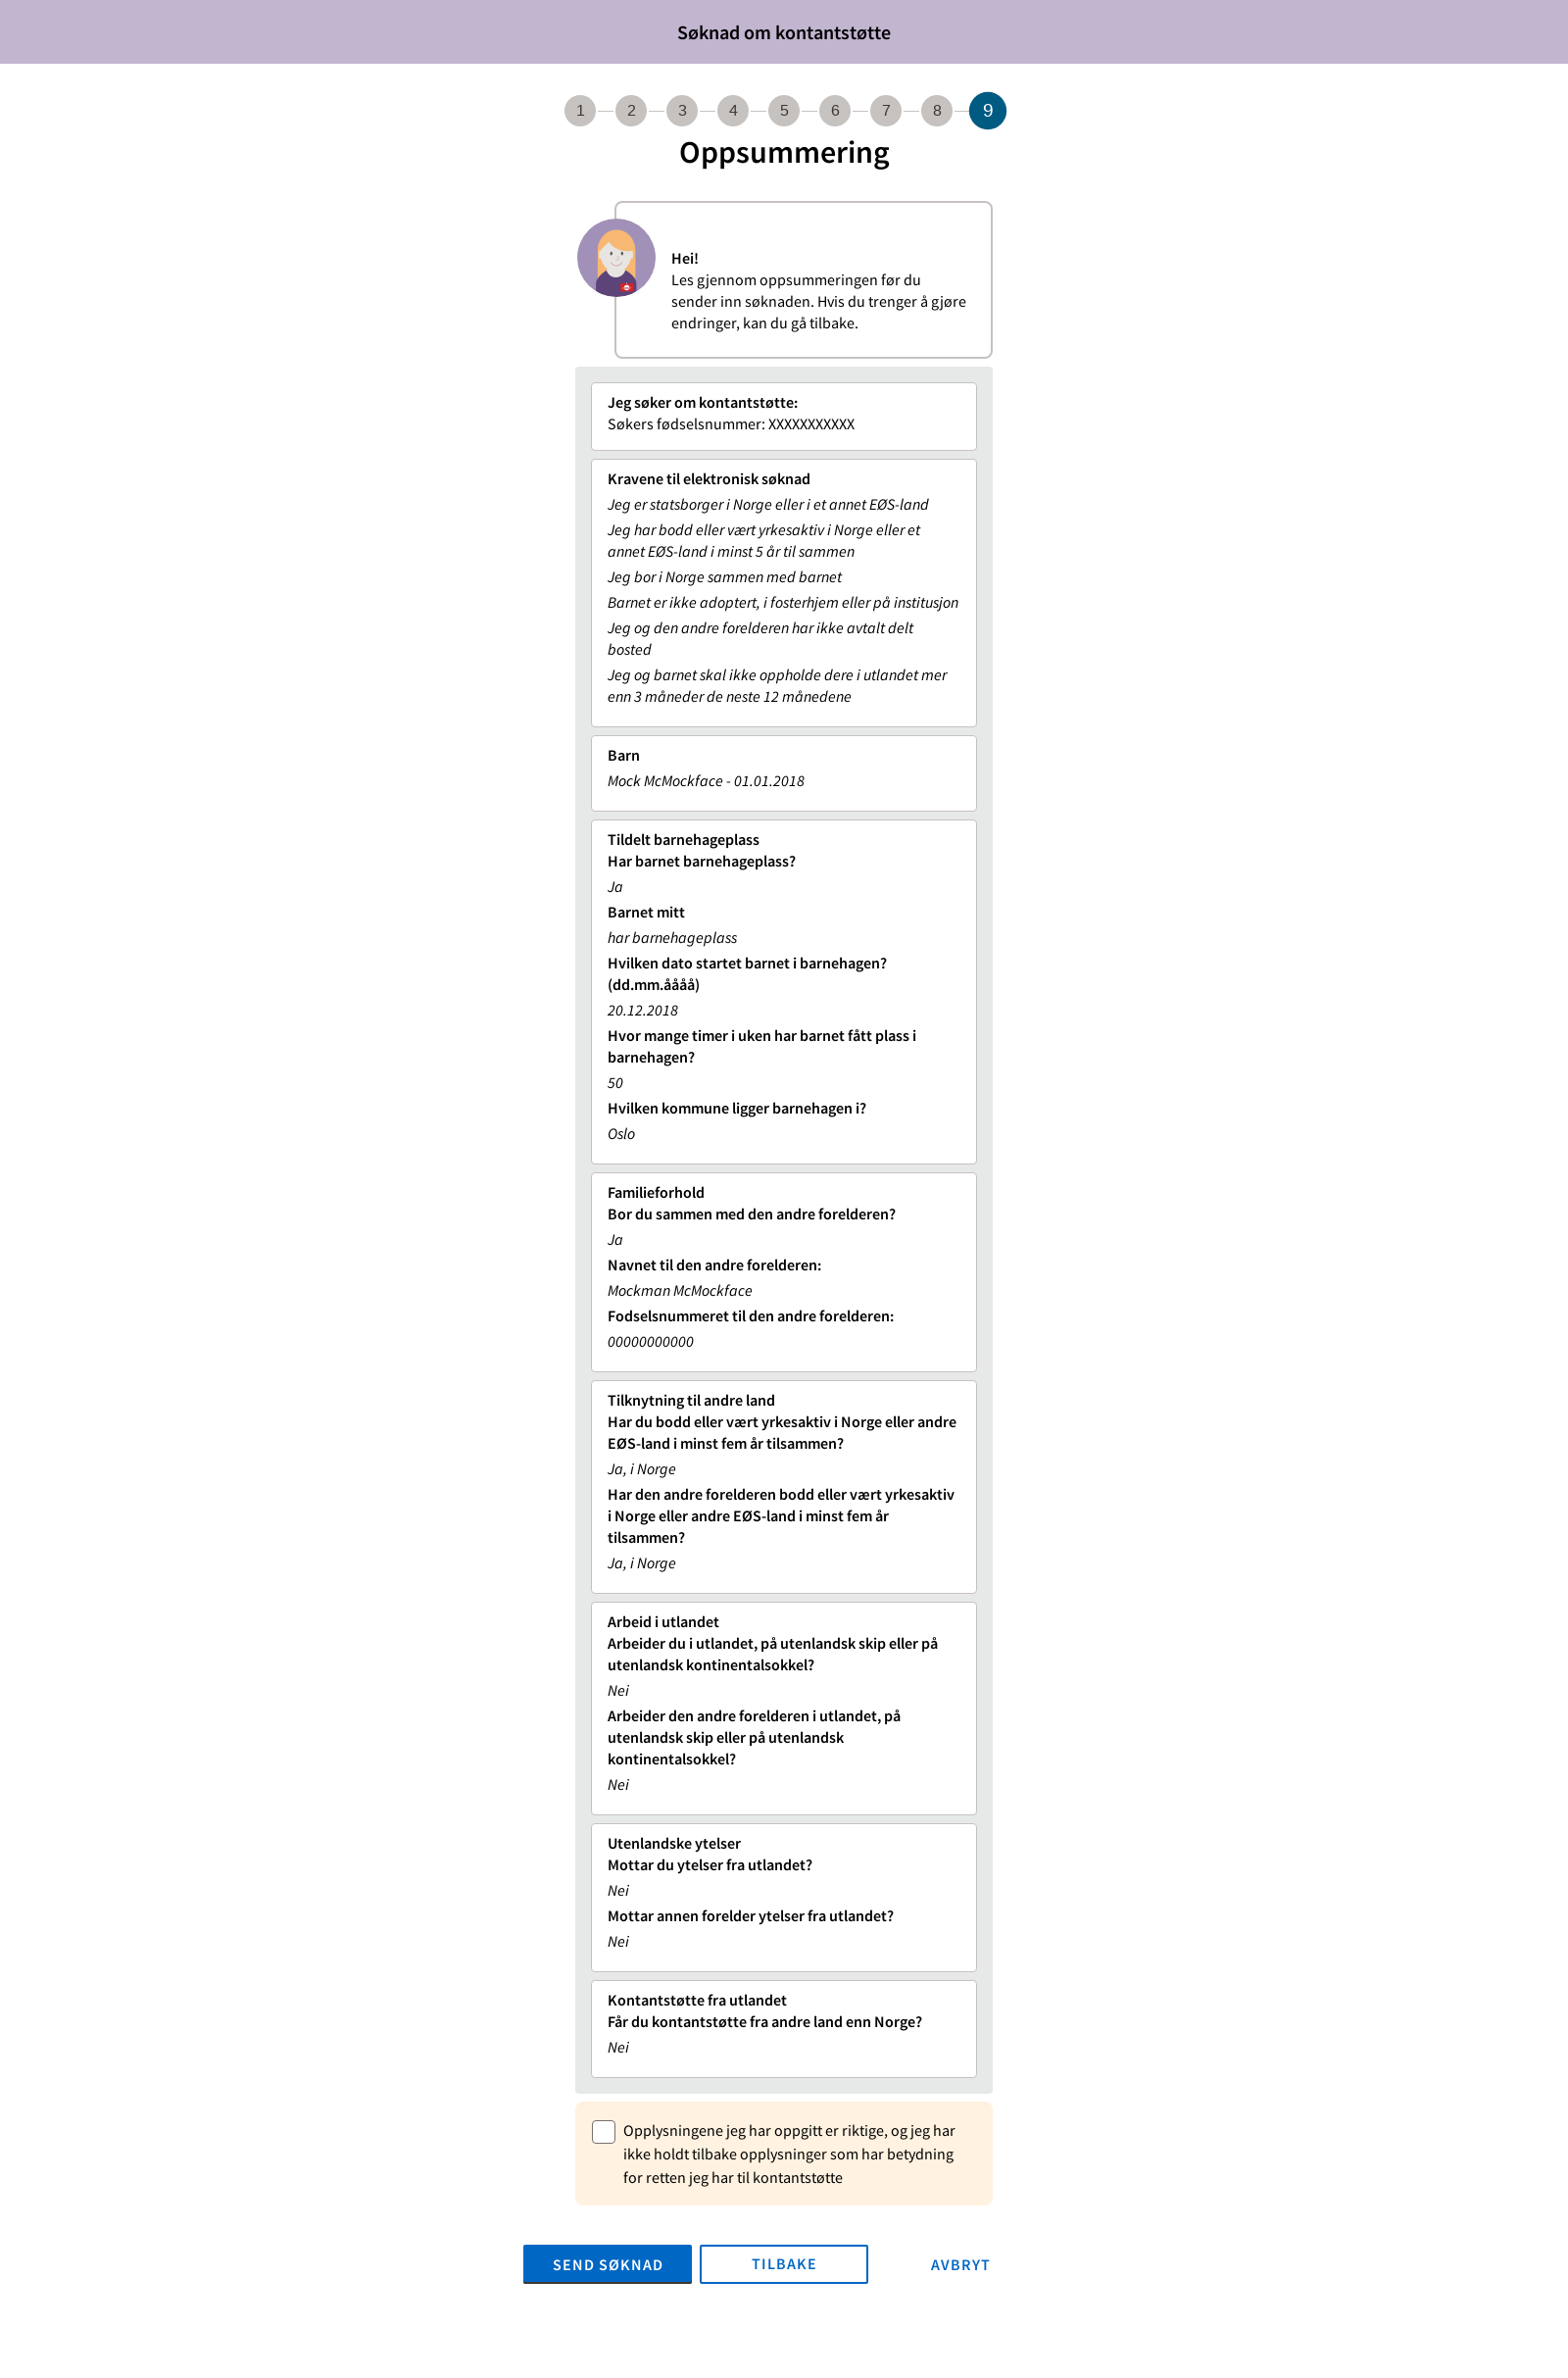 Søknad om kontantstøtte
1 2 3 4 5 6 7 8 9
Oppsummering
Hei!
Les gjennom oppsummeringen før du
sender inn søknaden. Hvis du trenger å gjøre
endringer, kan du gå tilbake.
Jeg søker om kontantstøtte:
Søkers fødselsnummer: XXXXXXXXXXX
Kravene til elektronisk søknad
Jeg er statsborger i Norge eller i et annet EØS-land
Jeg har bodd eller vært yrkesaktiv i Norge eller et
annet EØS-land i minst 5 år til sammen
Jeg bor i Norge sammen med barnet
Barnet er ikke adoptert, i fosterhjem eller på institusjon
Jeg og den andre forelderen har ikke avtalt delt
bosted
Jeg og barnet skal ikke oppholde dere i utlandet mer
enn 3 måneder de neste 12 månedene
Barn
Mock McMockface - 01.01.2018
Tildelt barnehageplass
Har barnet barnehageplass?
Ja
Barnet mitt
har barnehageplass
Hvilken dato startet barnet i barnehagen?
(dd.mm.åååå)
20.12.2018
Hvor mange timer i uken har barnet fått plass i
barnehagen?
50
Hvilken kommune ligger barnehagen i?
Oslo
Familieforhold
Bor du sammen med den andre forelderen?
Ja
Navnet til den andre forelderen:
Mockman McMockface
Fodselsnummeret til den andre forelderen:
00000000000
Tilknytning til andre land
Har du bodd eller vært yrkesaktiv i Norge eller andre
EØS-land i minst fem år tilsammen?
Ja, i Norge
Har den andre forelderen bodd eller vært yrkesaktiv
i Norge eller andre EØS-land i minst fem år
tilsammen?
Ja, i Norge
Arbeid i utlandet
Arbeider du i utlandet, på utenlandsk skip eller på
utenlandsk kontinentalsokkel?
Nei
Arbeider den andre forelderen i utlandet, på
utenlandsk skip eller på utenlandsk
kontinentalsokkel?
Nei
Utenlandske ytelser
Mottar du ytelser fra utlandet?
Nei
Mottar annen forelder ytelser fra utlandet?
Nei
Kontantstøtte fra utlandet
Får du kontantstøtte fra andre land enn Norge?
Nei
Opplysningene jeg har oppgitt er riktige, og jeg har
ikke holdt tilbake opplysninger som har betydning
for retten jeg har til kontantstøtte
SEND SØKNAD TILBAKE AVBRYT